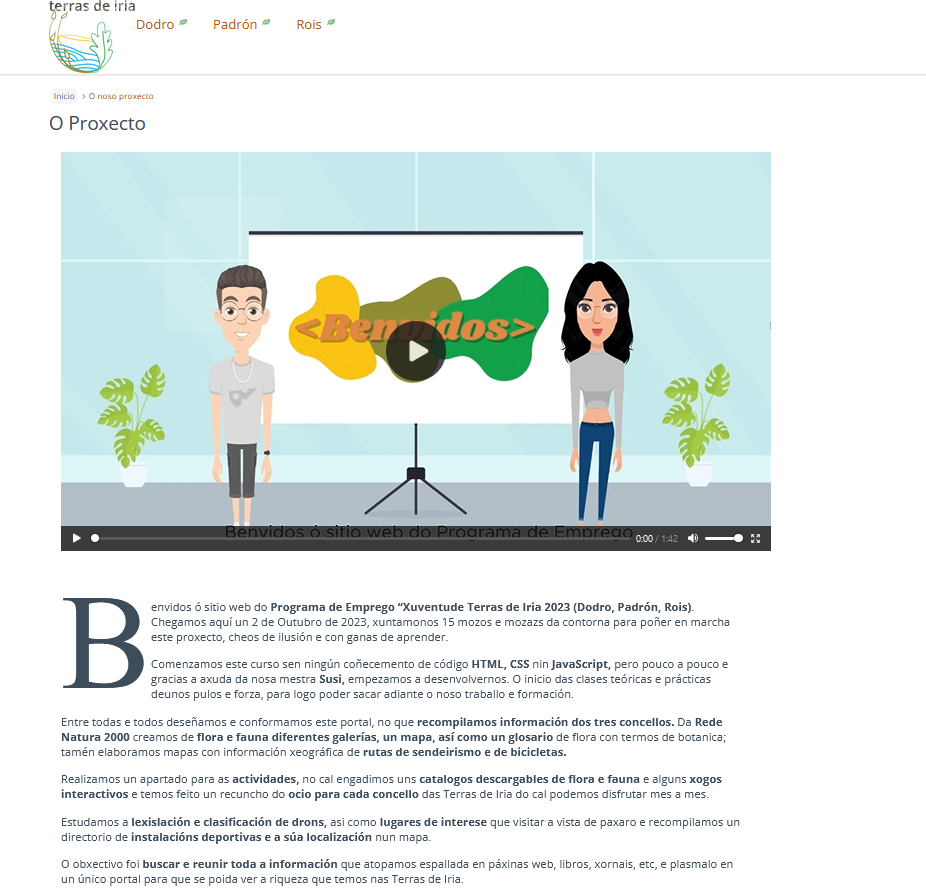 terras de iria
Dodro Padrón Rois
Inicio › O noso proxecto
O Proxecto
<Benvidos>
Benvidos ó sitio web do Programa de Emprego
0:00 / 1:42
Benvidos ó sitio web do Programa de Emprego “Xuventude Terras de Iria 2023 (Dodro, Padrón, Rois).
Chegamos aquí un 2 de Outubro de 2023, xuntamonos 15 mozos e mozazs da contorna para poñer en marcha
este proxecto, cheos de ilusión e con ganas de aprender.
Comenzamos este curso sen ningún coñecemento de código HTML, CSS nin JavaScript, pero pouco a pouco e
gracias a axuda da nosa mestra Susi, empezamos a desenvolvernos. O inicio das clases teóricas e prácticas
deunos pulos e forza, para logo poder sacar adiante o noso traballo e formación.
Entre todas e todos deseñamos e conformamos este portal, no que recompilamos información dos tres concellos. Da Rede
Natura 2000 creamos de flora e fauna diferentes galerías, un mapa, así como un glosario de flora con termos de botanica;
tamén elaboramos mapas con información xeográfica de rutas de sendeirismo e de bicicletas.
Realizamos un apartado para as actividades, no cal engadimos uns catalogos descargables de flora e fauna e alguns xogos
interactivos e temos feito un recuncho do ocio para cada concello das Terras de Iria do cal podemos disfrutar mes a mes.
Estudamos a lexislación e clasificación de drons, asi como lugares de interese que visitar a vista de paxaro e recompilamos un
directorio de instalacións deportivas e a súa localización nun mapa.
O obxectivo foi buscar e reunir toda a información que atopamos espallada en páxinas web, libros, xornais, etc, e plasmalo en
un único portal para que se poida ver a riqueza que temos nas Terras de Iria.